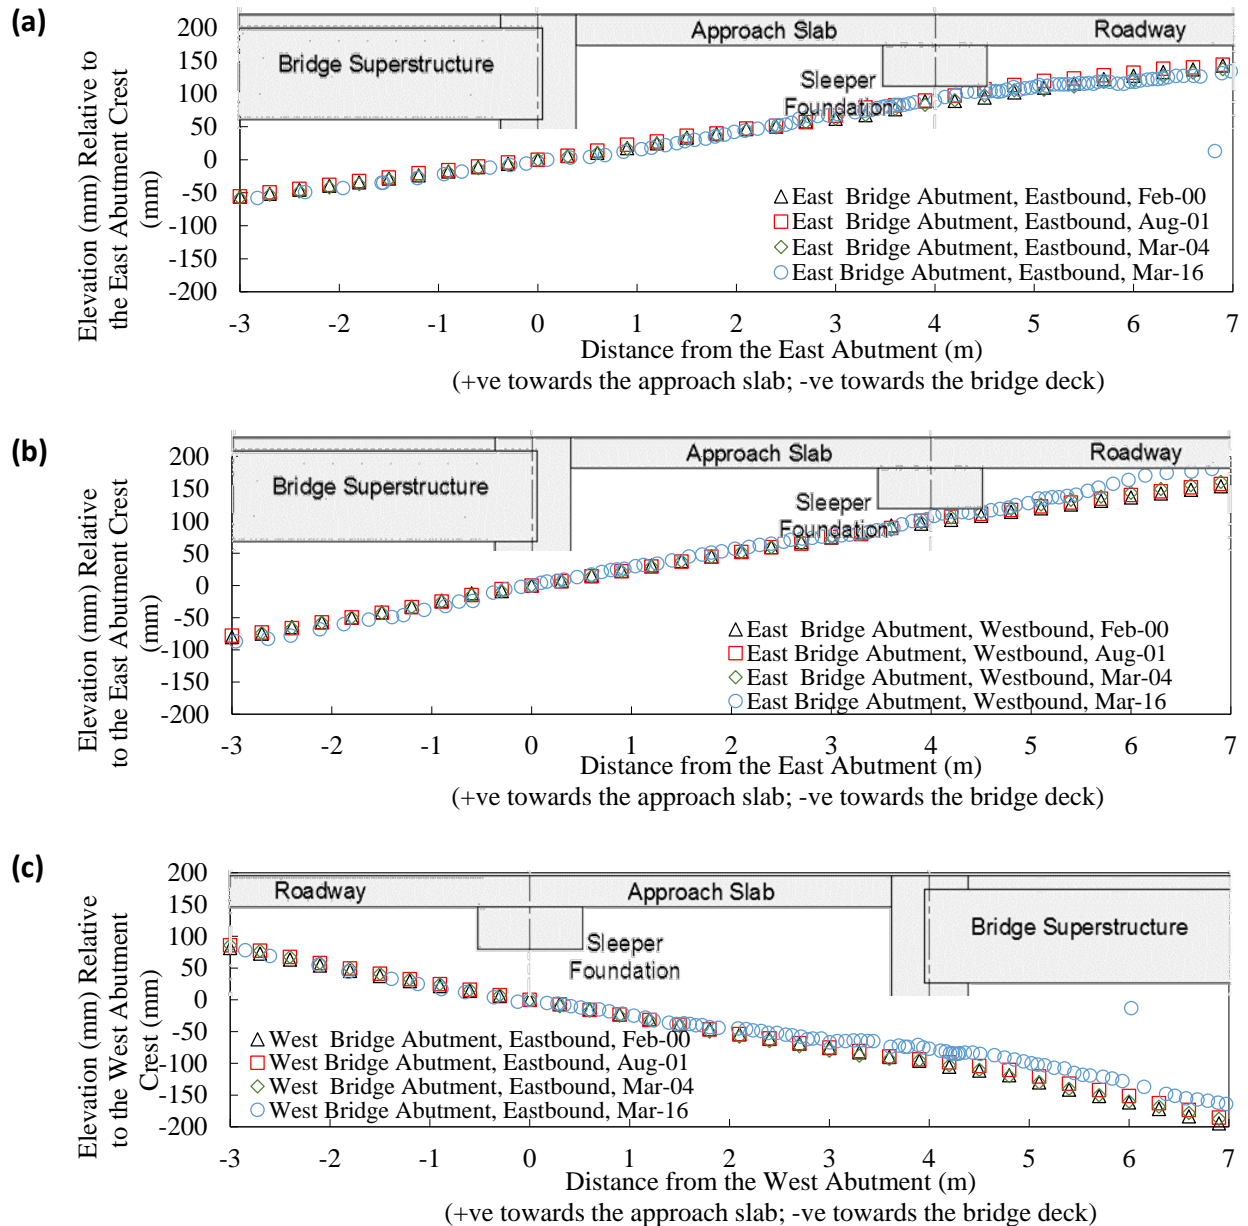 (a)
Elevation (mm) Relative to
the East Abutment Crest
(mm)
200
150
100
50
0
-50
-100
-150
-200
Bridge Superstructure
Approach Slab
Roadway
Sleeper
Foundation
East  Bridge Abutment, Eastbound, Feb-00
East  Bridge Abutment, Eastbound, Aug-01
East  Bridge Abutment, Eastbound, Mar-04
East Bridge Abutment, Eastbound, Mar-16
-3 -2 -1 0 1 2 3 4 5 6 7
Distance from the East Abutment (m)
(+ve towards the approach slab; -ve towards the bridge deck)
(b)
Elevation (mm) Relative
to the East Abutment Crest
(mm)
200
150
100
50
0
-50
-100
-150
-200
Bridge Superstructure
Approach Slab
Roadway
Sleeper
Foundation
East  Bridge Abutment, Westbound, Feb-00
East Bridge Abutment, Westbound, Aug-01
East  Bridge Abutment, Westbound, Mar-04
East Bridge Abutment, Westbound, Mar-16
-3 -2 -1 0 1 2 3 4 5 6 7
Distance from the East Abutment (m)
(+ve towards the approach slab; -ve towards the bridge deck)
(c)
Elevation (mm) Relative
to the West Abutment
Crest (mm)
200
150
100
50
0
-50
-100
-150
-200
Roadway
Approach Slab
Bridge Superstructure
Sleeper
Foundation
West  Bridge Abutment, Eastbound, Feb-00
West Bridge Abutment, Eastbound, Aug-01
West  Bridge Abutment, Eastbound, Mar-04
West Bridge Abutment, Eastbound, Mar-16
-3 -2 -1 0 1 2 3 4 5 6 7
Distance from the West Abutment (m)
(+ve towards the approach slab; -ve towards the bridge deck)